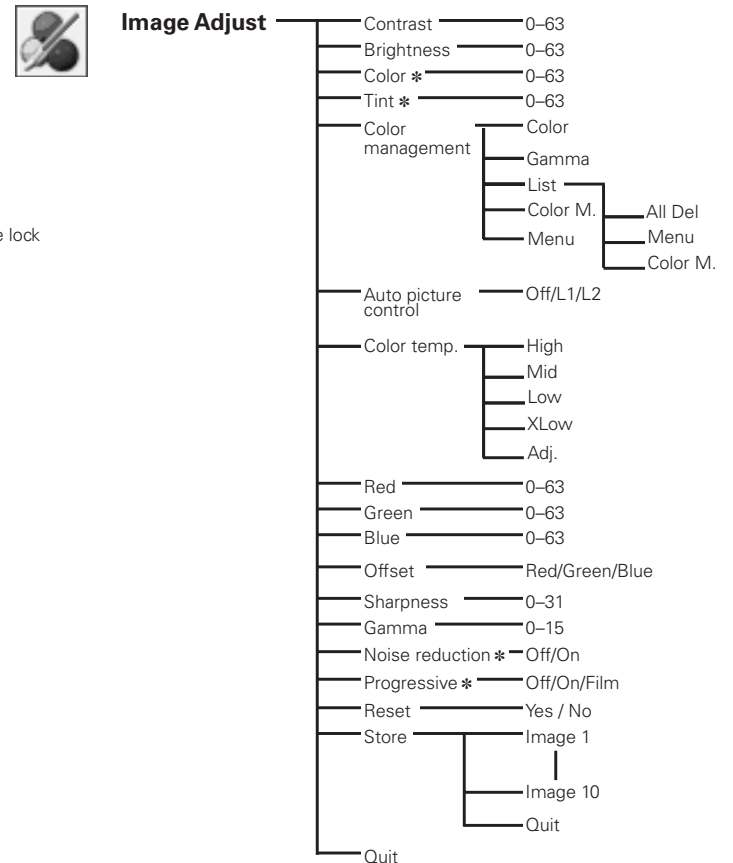 Image Adjust
Contrast 0–63
Brightness 0–63
Color ✻ 0–63
Tint ✻ 0–63
Color management
Color
Gamma
List
Color M.
Menu
All Del
Menu
Color M.
e lock
Auto picture control Off/L1/L2
Color temp. High
Mid
Low
XLow
Adj.
Red 0–63
Green 0–63
Blue 0–63
Offset Red/Green/Blue
Sharpness 0–31
Gamma 0–15
Noise reduction ✻ Off/On
Progressive ✻ Off/On/Film
Reset Yes / No
Store Image 1
Image 10
Quit
Quit